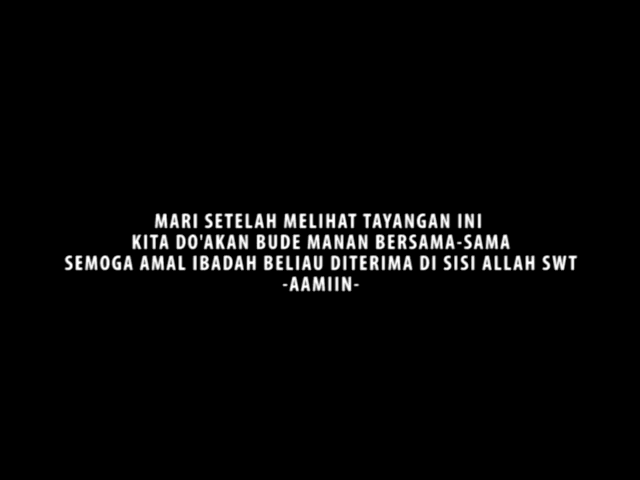 MARI SETELAH MELIHAT TAYANGAN INI
KITA DO'AKAN BUDE MANAN BERSAMA-SAMA
SEMOGA AMAL IBADAH BELIAU DITERIMA DI SISI ALLAH SWT
-AAMIIN-